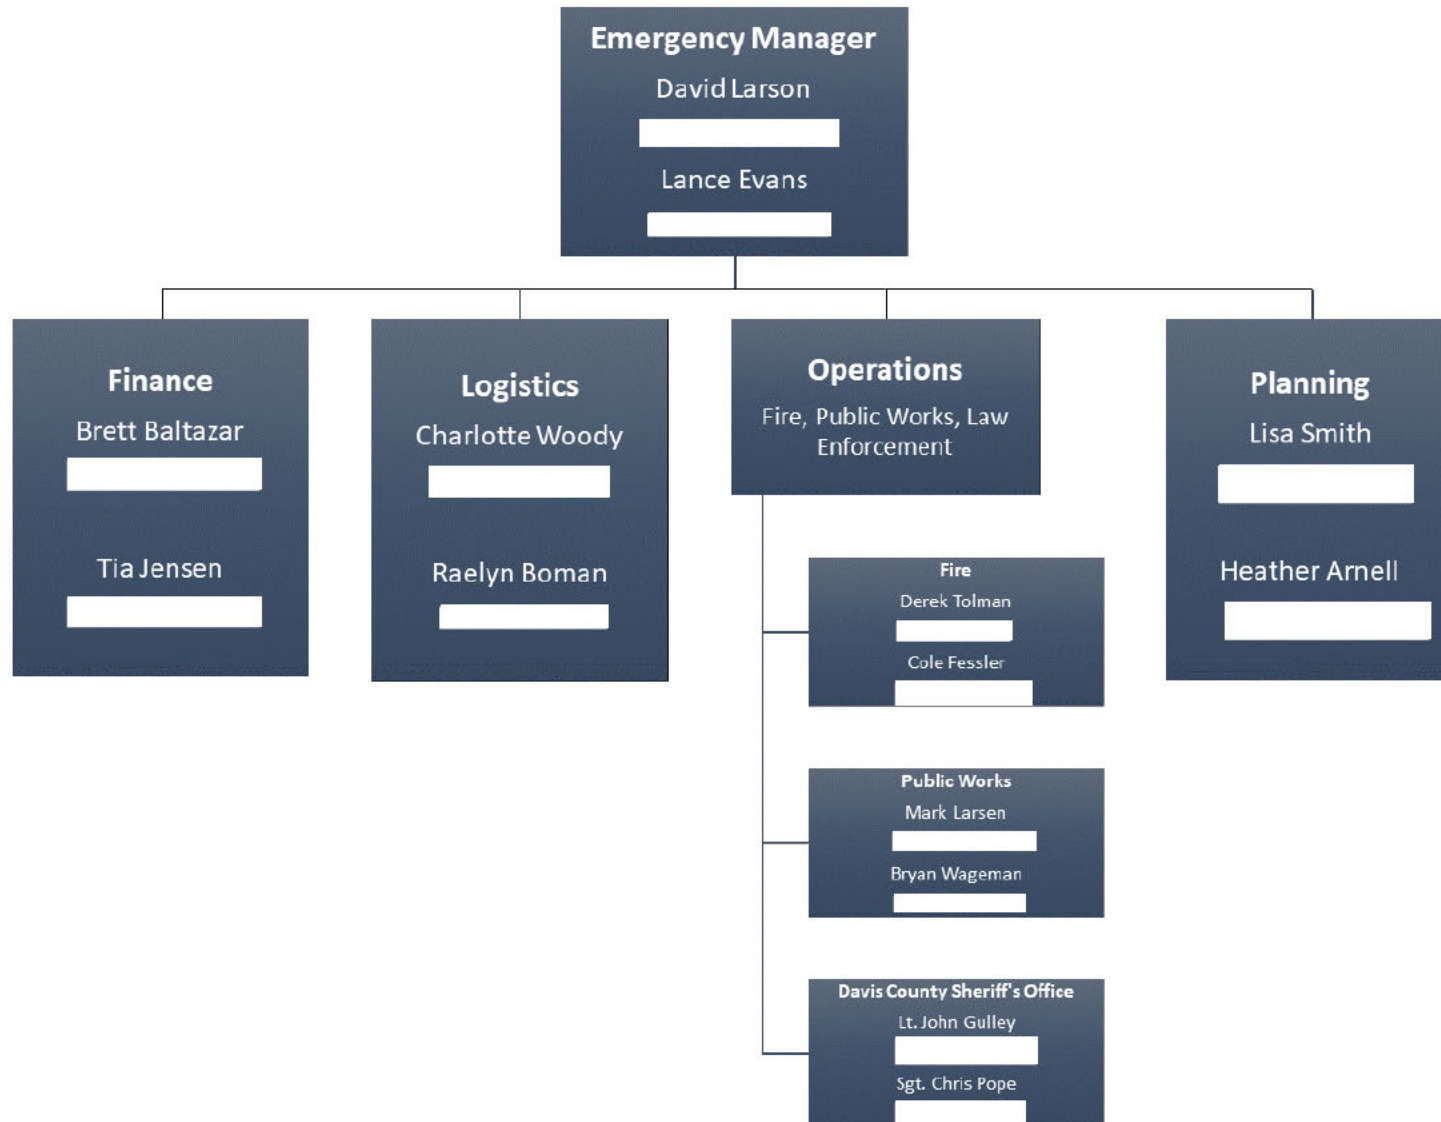 Emergency Manager
David Larson
Lance Evans
Finance
Brett Baltazar
Tia Jensen
Logistics
Charlotte Woody
Raelyn Boman
Operations
Fire, Public Works, Law
Enforcement
Planning
Lisa Smith
Heather Arnell
Fire
Derek Tolman
Cole Fessler
Public Works
Mark Larsen
Bryan Wageman
Davis County Sheriff's Office
Lt. John Gulley
Sgt. Chris Pope